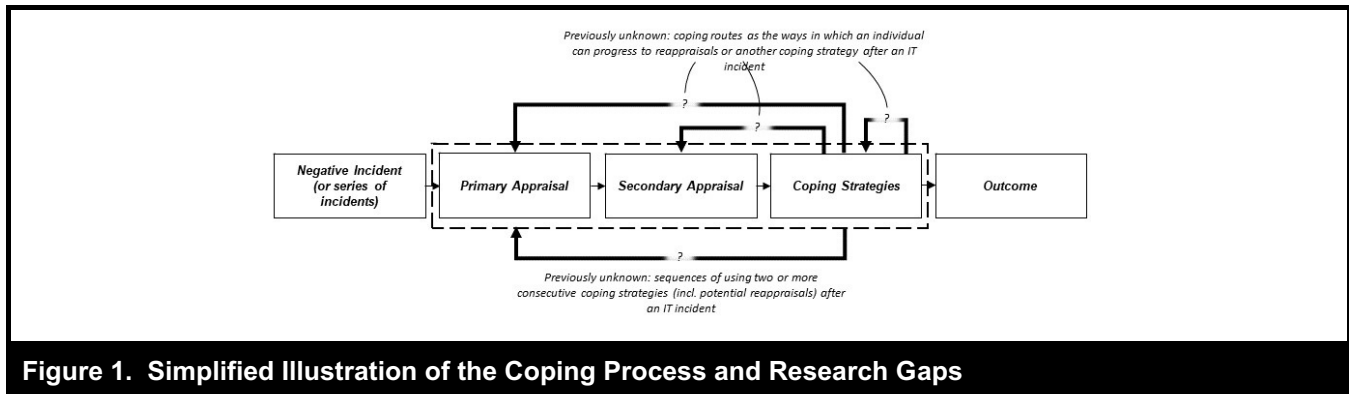 Previously unknown: coping routes as the ways in which an individual
can progress to reappraisals or another coping strategy after an IT
incident
?
?
?
Negative Incident
(or series of
incidents)
Primary Appraisal
Secondary Appraisal
Coping Strategies
Outcome
?
Previously unknown: sequences of using two or more
consecutive coping strategies (incl. potential reappraisals) after
an IT incident
Figure 1. Simplified Illustration of the Coping Process and Research Gaps